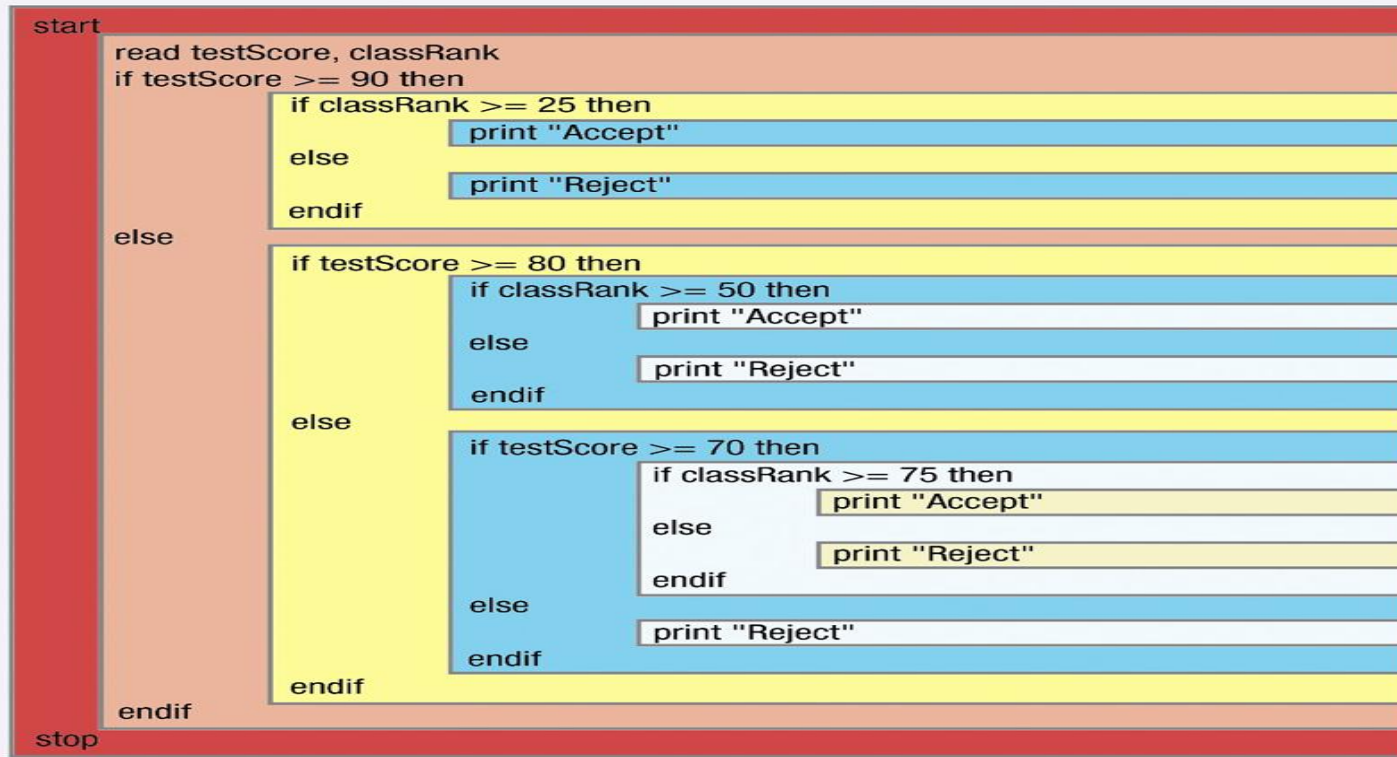 start
read testScore, classRank
if testScore >= 90 then
if classRank >= 25 then
print "Accept"
else
print "Reject"
endif
else
if testScore >= 80 then
if classRank >= 50 then
print "Accept"
else
print "Reject"
endif
else
if testScore >= 70 then
if classRank >= 75 then
print "Accept"
else
print "Reject"
endif
else
print "Reject"
endif
endif
endif
stop